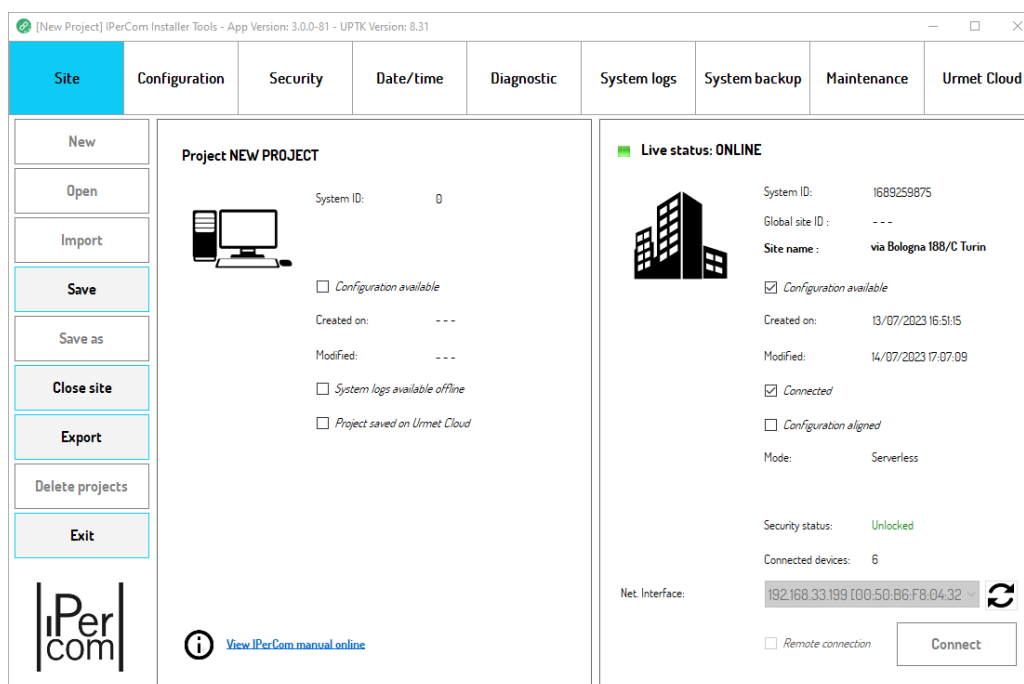 [New Project] IPerCom Installer Tools - App Version: 3.0.0-81 - UPTK Version: 8.31
Site
Configuration
Security
Date/time
Diagnostic
System logs
System backup
Maintenance
Urmet Cloud
New
Open
Import
Save
Save as
Close site
Export
Delete projects
Exit
IPer
com
Project NEW PROJECT
System ID: 0
Configuration available
Created on: ---
Modified: ---
System logs available offline
Project saved on Urmet Cloud
View IPerCom manual online
Live status: ONLINE
System ID: 1689259875
Global site ID : ---
Site name : via Bologna 188/C Turin
Configuration available
Created on: 13/07/2023 16:51:15
Modified: 14/07/2023 17:07:09
Connected
Configuration aligned
Mode: Serverless
Security status: Unlocked
Connected devices: 6
Net. Interface: 192.168.33.199 [00:50:B6:F8:04:32
Remote connection
Connect